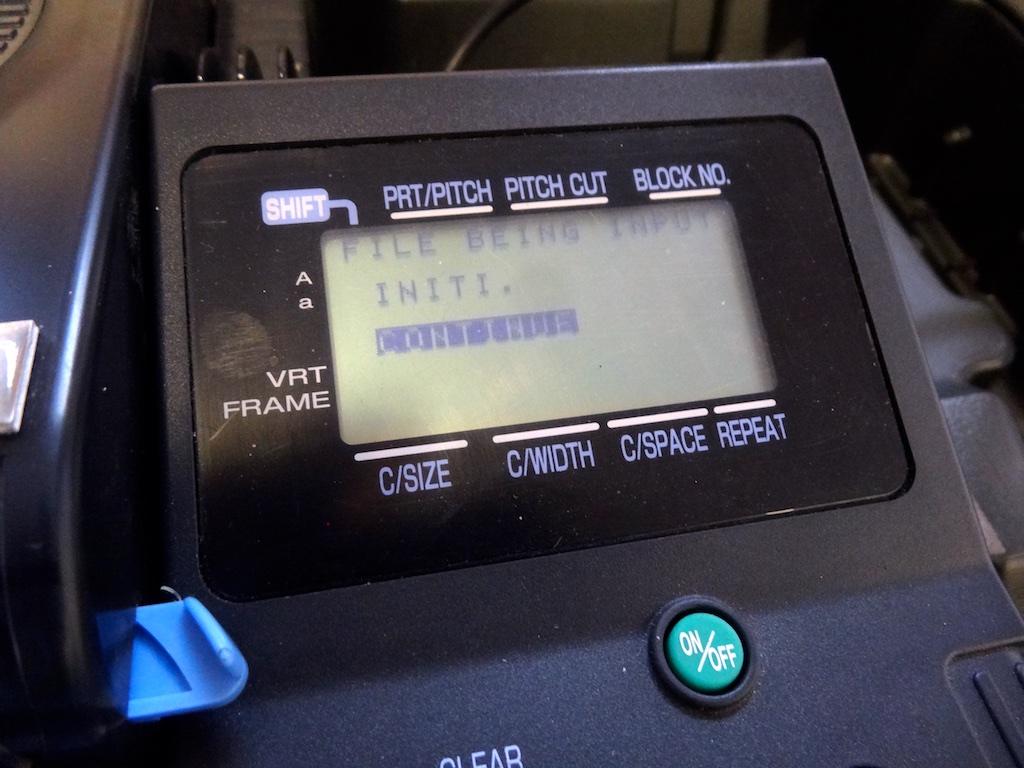 PRT/PITCH PITCH CUT BLOCK NO.
SHIFT
FILE BEING INPUT
A
INITI.
a
CONTINUE
VRT
FRAME
C/SIZE C/WIDTH C/SPACE REPEAT
ON/OFF
CLEAR